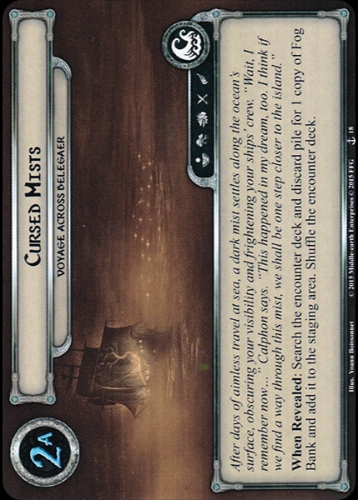 2A
CURSED MISTS
VOYAGE ACROSS BELEGAER
After days of aimless travel at sea, a dark mist settles along the ocean's
surface, obscuring your visibility and frightening your ships' crew. "Wait, I
remember now..." Calphon says. "This happened in my dream, too. I think if
we find a way through this mist, we shall be one step closer to the island."
When Revealed: Search the encounter deck and discard pile for 1 copy of Fog
Bank and add it to the staging area. Shuffle the encounter deck.
Illus. Yoann Boissonnet © 2015 Middle-earth Enterprises © 2015 FFG 18